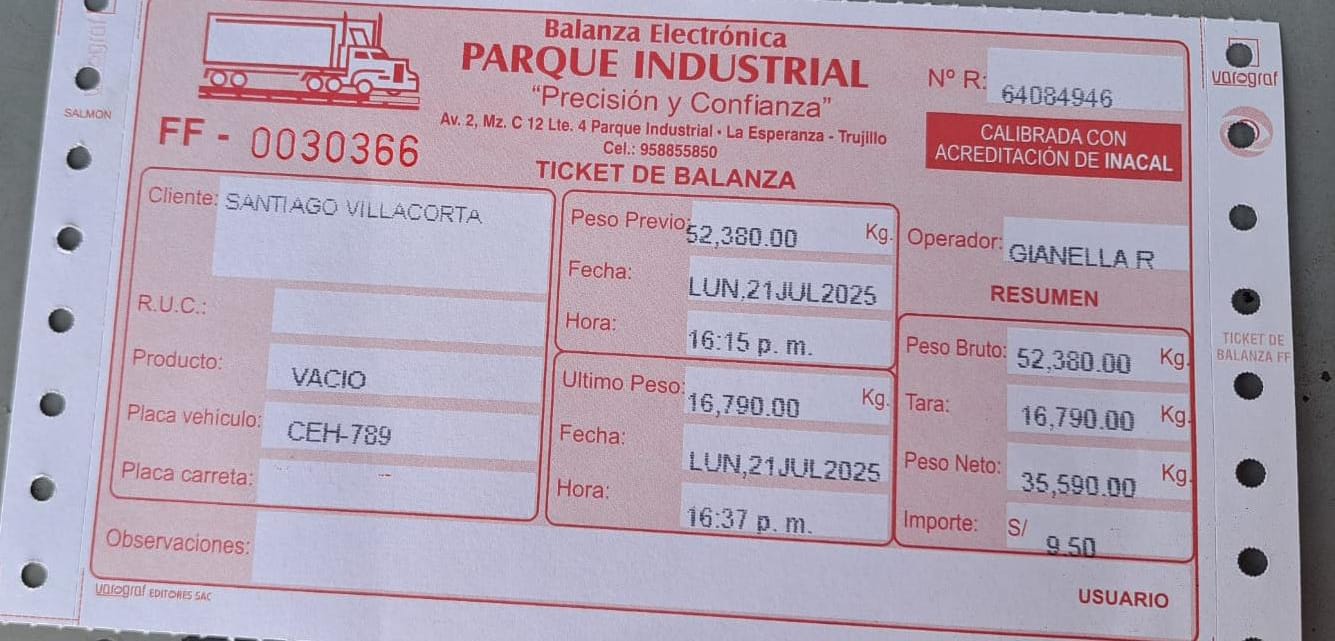 Balanza Electrónica
PARQUE INDUSTRIAL
“Precisión y Confianza”
Av. 2, Mz. C 12 Lte. 4 Parque Industrial • La Esperanza - Trujillo
Cel.: 958855850
Nº R: 64084946
CALIBRADA CON
ACREDITACIÓN DE INACAL
FF - 0030366
TICKET DE BALANZA
Cliente: SANTIAGO VILLACORTA
R.U.C.:
Producto: VACIO
Placa vehículo: CEH-789
Placa carreta: --
Observaciones:
Peso Previo: 52,380.00 Kg.
Fecha: LUN,21JUL2025
Hora: 16:15 p. m.
Ultimo Peso: 16,790.00 Kg.
Fecha: LUN,21JUL2025
Hora: 16:37 p. m.
Operador: GIANELLA R
RESUMEN
Peso Bruto: 52,380.00 Kg.
Tara: 16,790.00 Kg.
Peso Neto: 35,590.00 Kg.
Importe: S/ 9.50
USUARIO
varograf EDITORES SAC
varograf
SALMON
varograf
TICKET DE
BALANZA FF